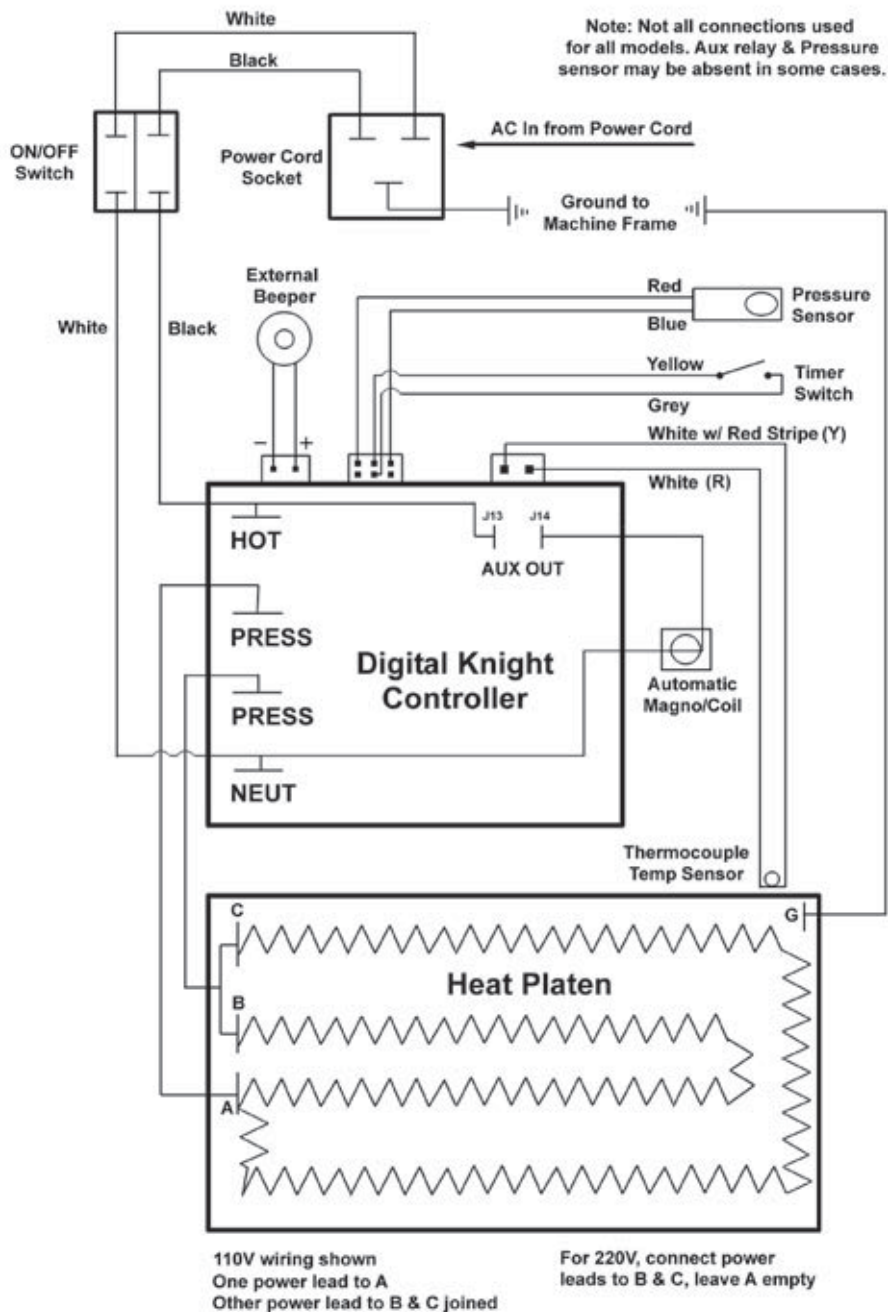 White
Note: Not all connections used
for all models. Aux relay & Pressure
sensor may be absent in some cases.
Black
ON/OFF
Switch
Power Cord
Socket
AC In from Power Cord
Ground to
Machine Frame
External
Beeper
White
Black
Red
Blue
Pressure
Sensor
Yellow
Grey
Timer
Switch
White w/ Red Stripe (Y)
White (R)
− +
HOT
J13 J14
AUX OUT
PRESS
PRESS
NEUT
Digital Knight
Controller
Automatic
Magno/Coil
Thermocouple
Temp Sensor
C
G
Heat Platen
B
A
110V wiring shown
One power lead to A
Other power lead to B & C joined
For 220V, connect power
leads to B & C, leave A empty